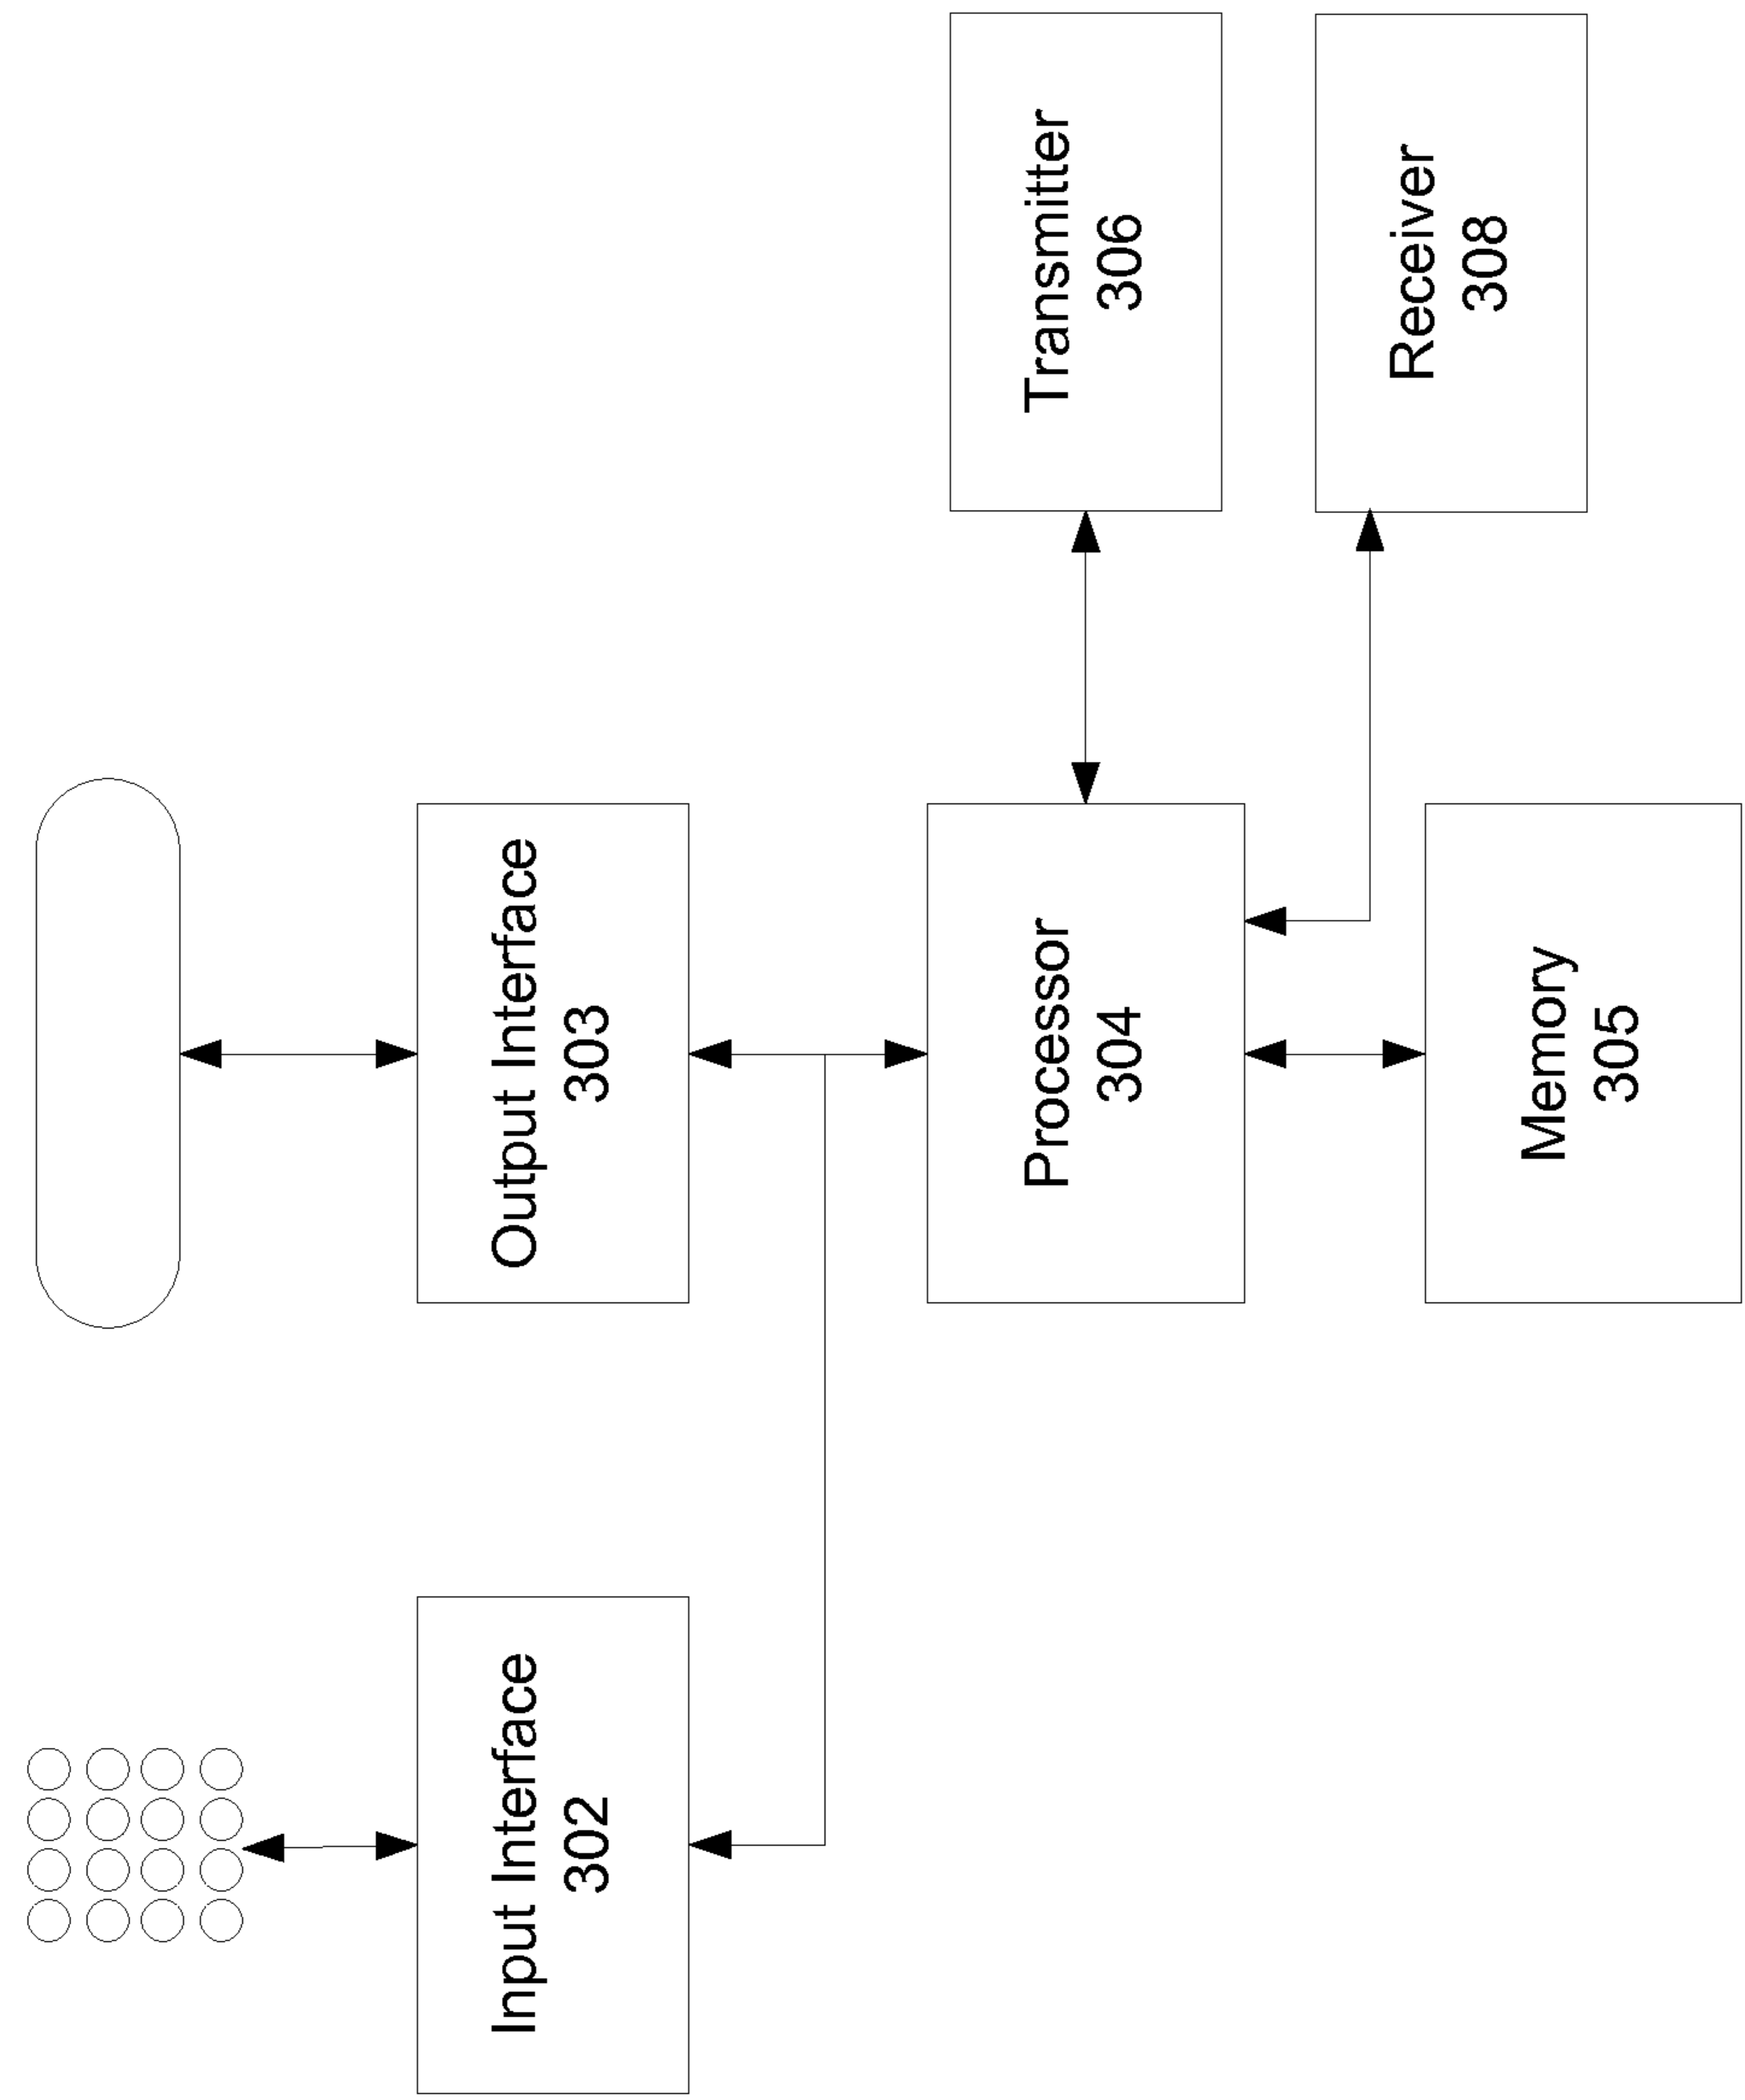 Input Interface
302
Output Interface
303
Processor
304
Memory
305
Transmitter
306
Receiver
308